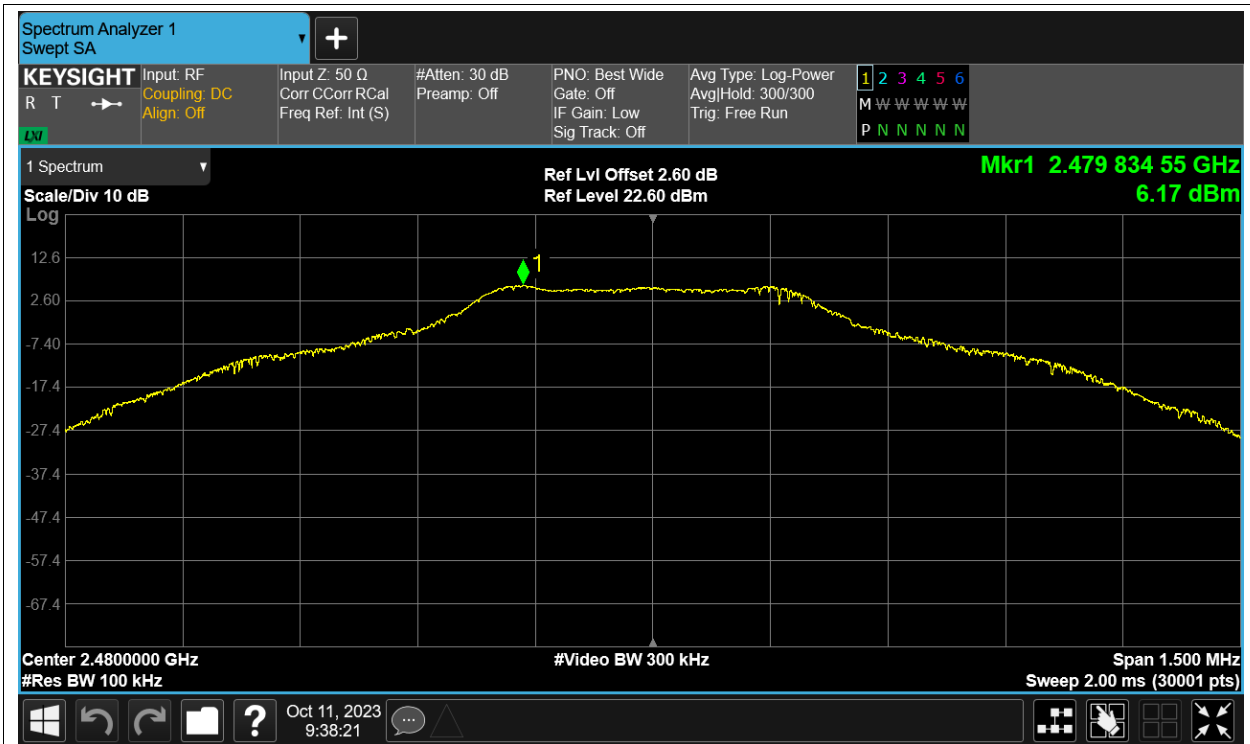 Spectrum Analyzer 1
Swept SA
KEYSIGHT
R T
LXI
Input: RF
Coupling: DC
Align: Off
Input Z: 50 Ω
Corr CCorr RCal
Freq Ref: Int (S)
#Atten: 30 dB
Preamp: Off
PNO: Best Wide
Gate: Off
IF Gain: Low
Sig Track: Off
Avg Type: Log-Power
Avg|Hold: 300/300
Trig: Free Run
1 2 3 4 5 6
M W W W W W
P N N N N N
1 Spectrum
Scale/Div 10 dB
Log
Ref Lvl Offset 2.60 dB
Ref Level 22.60 dBm
Mkr1 2.479 834 55 GHz
6.17 dBm
1
12.6
2.60
-7.40
-17.4
-27.4
-37.4
-47.4
-57.4
-67.4
Center 2.4800000 GHz
#Res BW 100 kHz
#Video BW 300 kHz
Span 1.500 MHz
Sweep 2.00 ms (30001 pts)
?
Oct 11, 2023
9:38:21